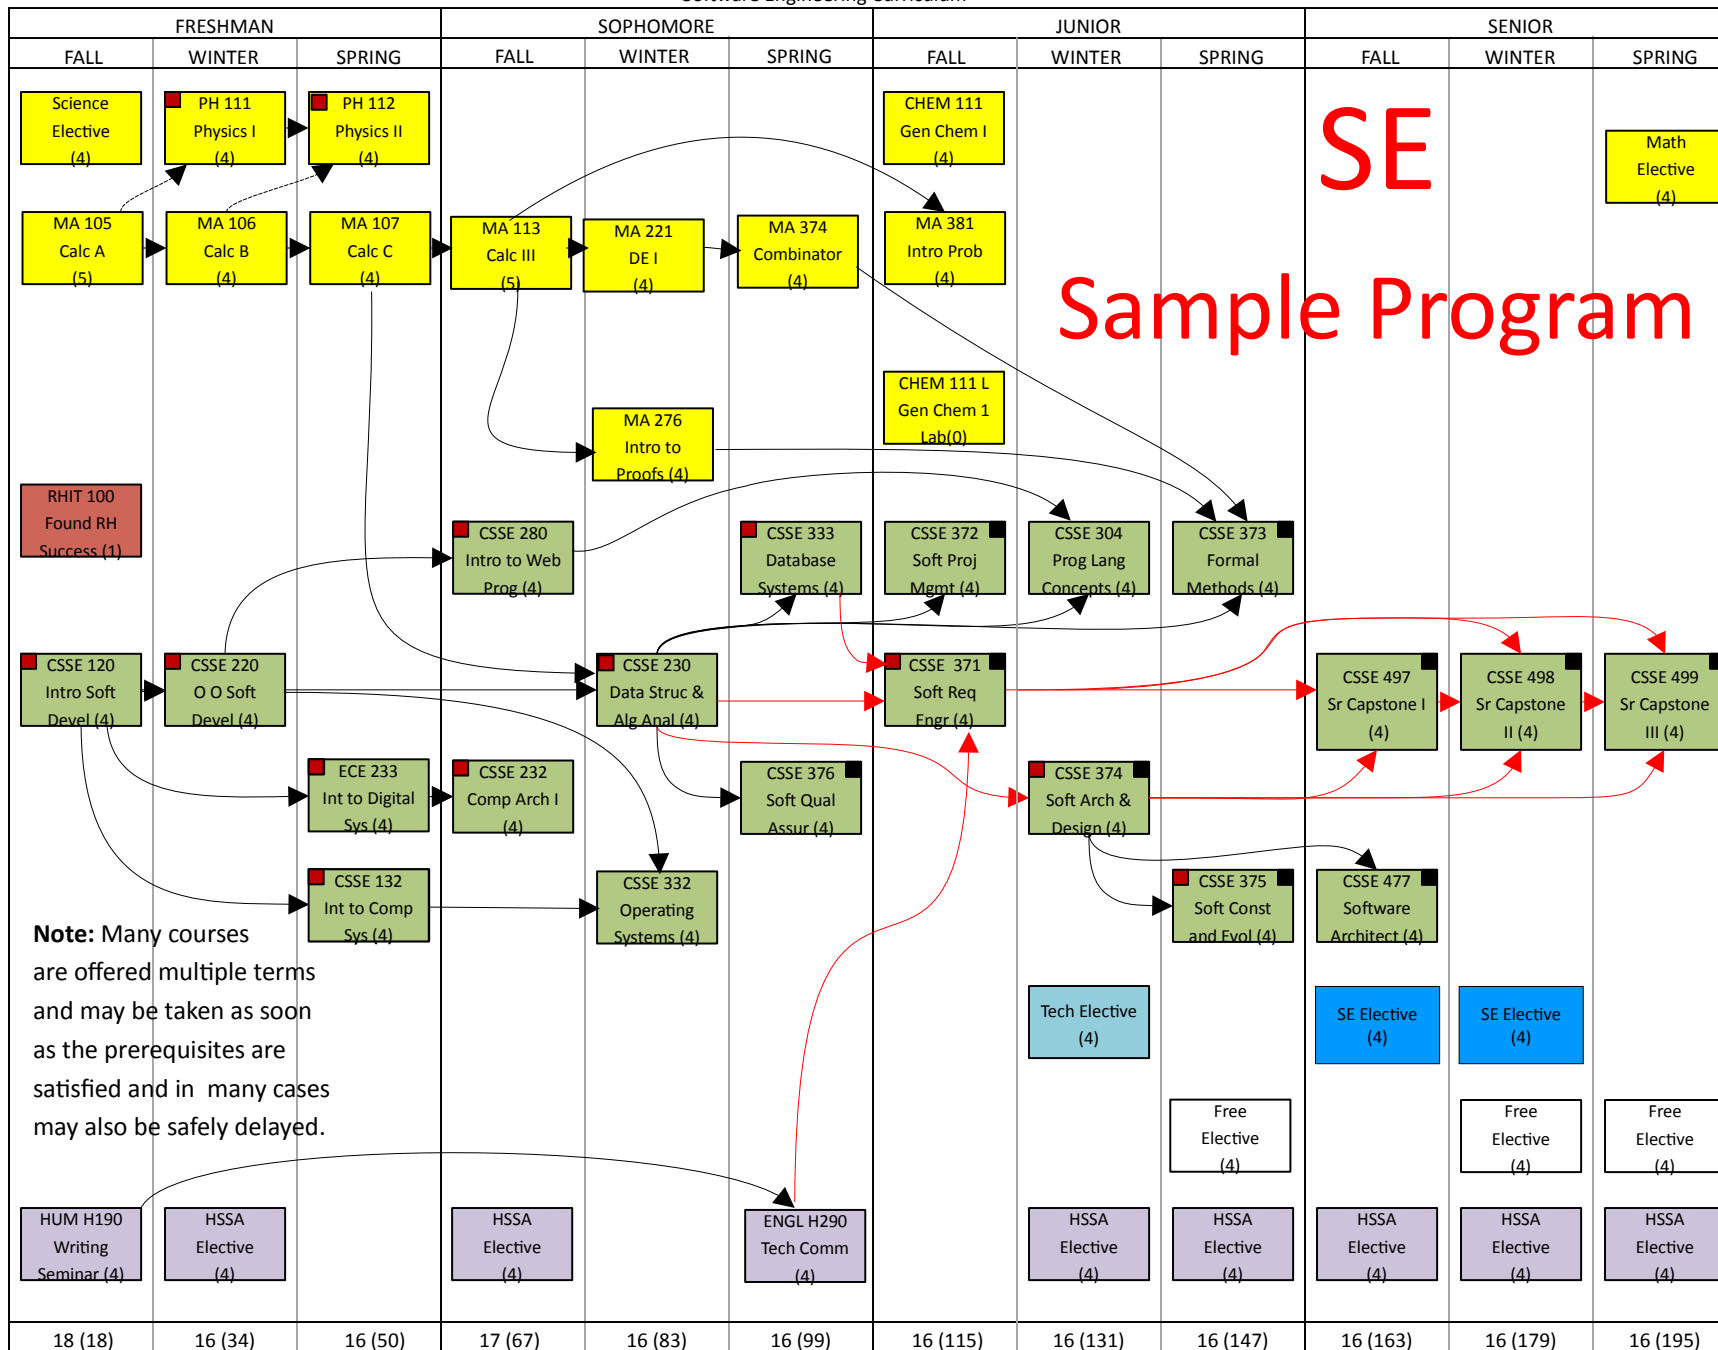 Software Engineering Curriculum
FRESHMAN SOPHOMORE JUNIOR SENIOR
FALL WINTER SPRING FALL WINTER SPRING FALL WINTER SPRING FALL WINTER SPRING
Science
Elective
(4)
PH 111
Physics I
(4)
PH 112
Physics II
(4)
CHEM 111
Gen Chem I
(4)
SE
Math
Elective
(4)
MA 105
Calc A
(5)
MA 106
Calc B
(4)
MA 107
Calc C
(4)
MA 113
Calc III
(5)
MA 221
DE I
(4)
MA 374
Combinator
(4)
MA 381
Intro Prob
(4)
Sample Program
CHEM 111 L
Gen Chem 1
Lab(0)
MA 276
Intro to
Proofs (4)
RHIT 100
Found RH
Success (1)
CSSE 280
Intro to Web
Prog (4)
CSSE 333
Database
Systems (4)
CSSE 372
Soft Proj
Mgmt (4)
CSSE 304
Prog Lang
Concepts (4)
CSSE 373
Formal
Methods (4)
CSSE 120
Intro Soft
Devel (4)
CSSE 220
O O Soft
Devel (4)
CSSE 230
Data Struc &
Alg Anal (4)
CSSE 371
Soft Req
Engr (4)
CSSE 497
Sr Capstone I
(4)
CSSE 498
Sr Capstone
II (4)
CSSE 499
Sr Capstone
III (4)
ECE 233
Int to Digital
Sys (4)
CSSE 232
Comp Arch I
(4)
CSSE 376
Soft Qual
Assur (4)
CSSE 374
Soft Arch &
Design (4)
CSSE 132
Int to Comp
Sys (4)
CSSE 332
Operating
Systems (4)
CSSE 375
Soft Const
and Evol (4)
CSSE 477
Software
Architect (4)
Note: Many courses
are offered multiple terms
and may be taken as soon
as the prerequisites are
satisfied and in many cases
may also be safely delayed.
Tech Elective
(4)
SE Elective
(4)
SE Elective
(4)
Free
Elective
(4)
Free
Elective
(4)
Free
Elective
(4)
HUM H190
Writing
Seminar (4)
HSSA
Elective
(4)
HSSA
Elective
(4)
ENGL H290
Tech Comm
(4)
HSSA
Elective
(4)
HSSA
Elective
(4)
HSSA
Elective
(4)
HSSA
Elective
(4)
HSSA
Elective
(4)
18 (18) 16 (34) 16 (50) 17 (67) 16 (83) 16 (99) 16 (115) 16 (131) 16 (147) 16 (163) 16 (179) 16 (195)